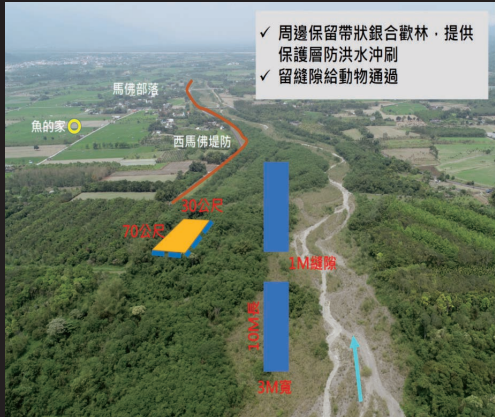 ✓ 周邊保留帶狀銀合歡林，提供
保護層防洪水沖刷
✓ 留縫隙給動物通過
馬佛部落
魚的家
西馬佛堤防
30公尺
70公尺
1M縫隙
10M長
3M寬